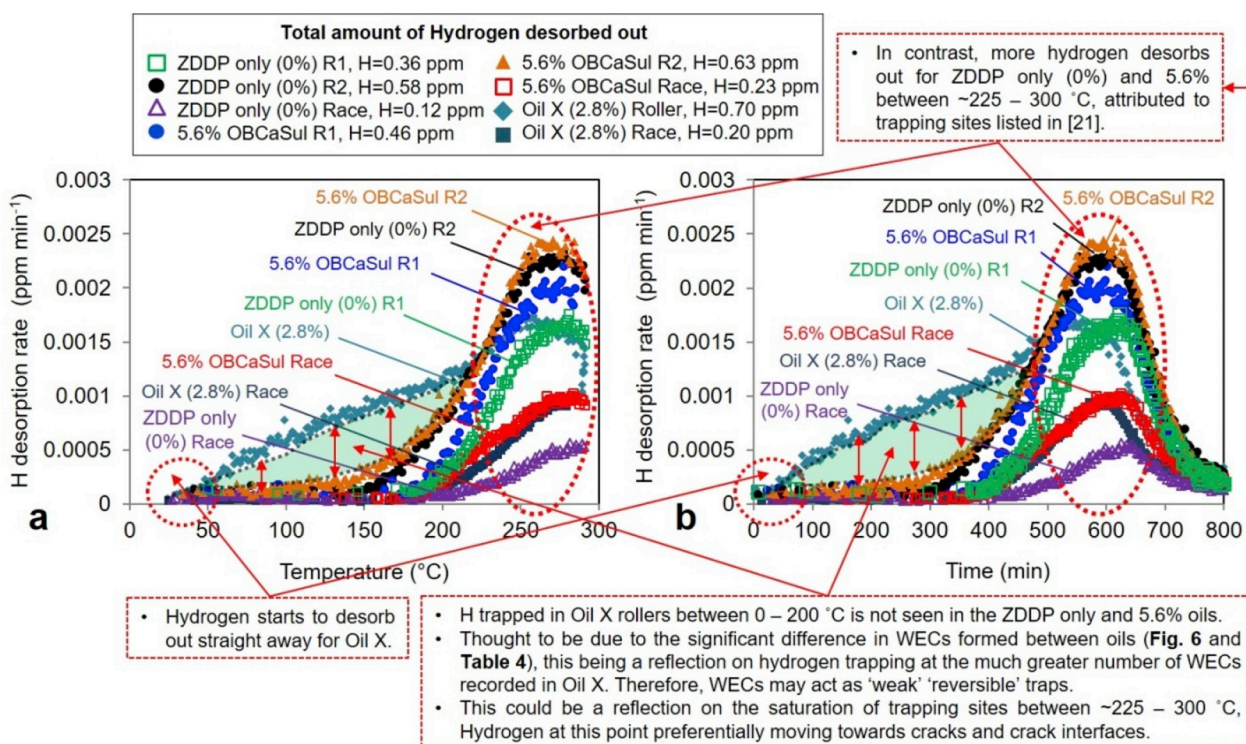 Total amount of Hydrogen desorbed out
ZDDP only (0%) R1, H=0.36 ppm
ZDDP only (0%) R2, H=0.58 ppm
ZDDP only (0%) Race, H=0.12 ppm
5.6% OBCaSul R1, H=0.46 ppm
5.6% OBCaSul R2, H=0.63 ppm
5.6% OBCaSul Race, H=0.23 ppm
Oil X (2.8%) Roller, H=0.70 ppm
Oil X (2.8%) Race, H=0.20 ppm
• In contrast, more hydrogen desorbs
out for ZDDP only (0%) and 5.6%
between ~225 – 300 ˚C, attributed to
trapping sites listed in [21].
H desorption rate (ppm min⁻¹)
0.003
0.0025
0.002
0.0015
0.001
0.0005
0
5.6% OBCaSul R2
ZDDP only (0%) R2
5.6% OBCaSul R1
ZDDP only (0%) R1
Oil X (2.8%)
5.6% OBCaSul Race
Oil X (2.8%) Race
ZDDP only
(0%) Race
a
0 50 100 150 200 250 300
Temperature (°C)
H desorption rate (ppm min⁻¹)
0.003
0.0025
0.002
0.0015
0.001
0.0005
0
5.6% OBCaSul R2
ZDDP only (0%) R2
5.6% OBCaSul R1
ZDDP only (0%) R1
Oil X (2.8%)
5.6% OBCaSul Race
Oil X (2.8%) Race
ZDDP only
(0%) Race
b
0 100 200 300 400 500 600 700 800
Time (min)
• Hydrogen starts to desorb
out straight away for Oil X.
• H trapped in Oil X rollers between 0 – 200 ˚C is not seen in the ZDDP only and 5.6% oils.
• Thought to be due to the significant difference in WECs formed between oils (Fig. 6 and
Table 4), this being a reflection on hydrogen trapping at the much greater number of WECs
recorded in Oil X. Therefore, WECs may act as ‘weak’ ‘reversible’ traps.
• This could be a reflection on the saturation of trapping sites between ~225 – 300 ˚C,
Hydrogen at this point preferentially moving towards cracks and crack interfaces.